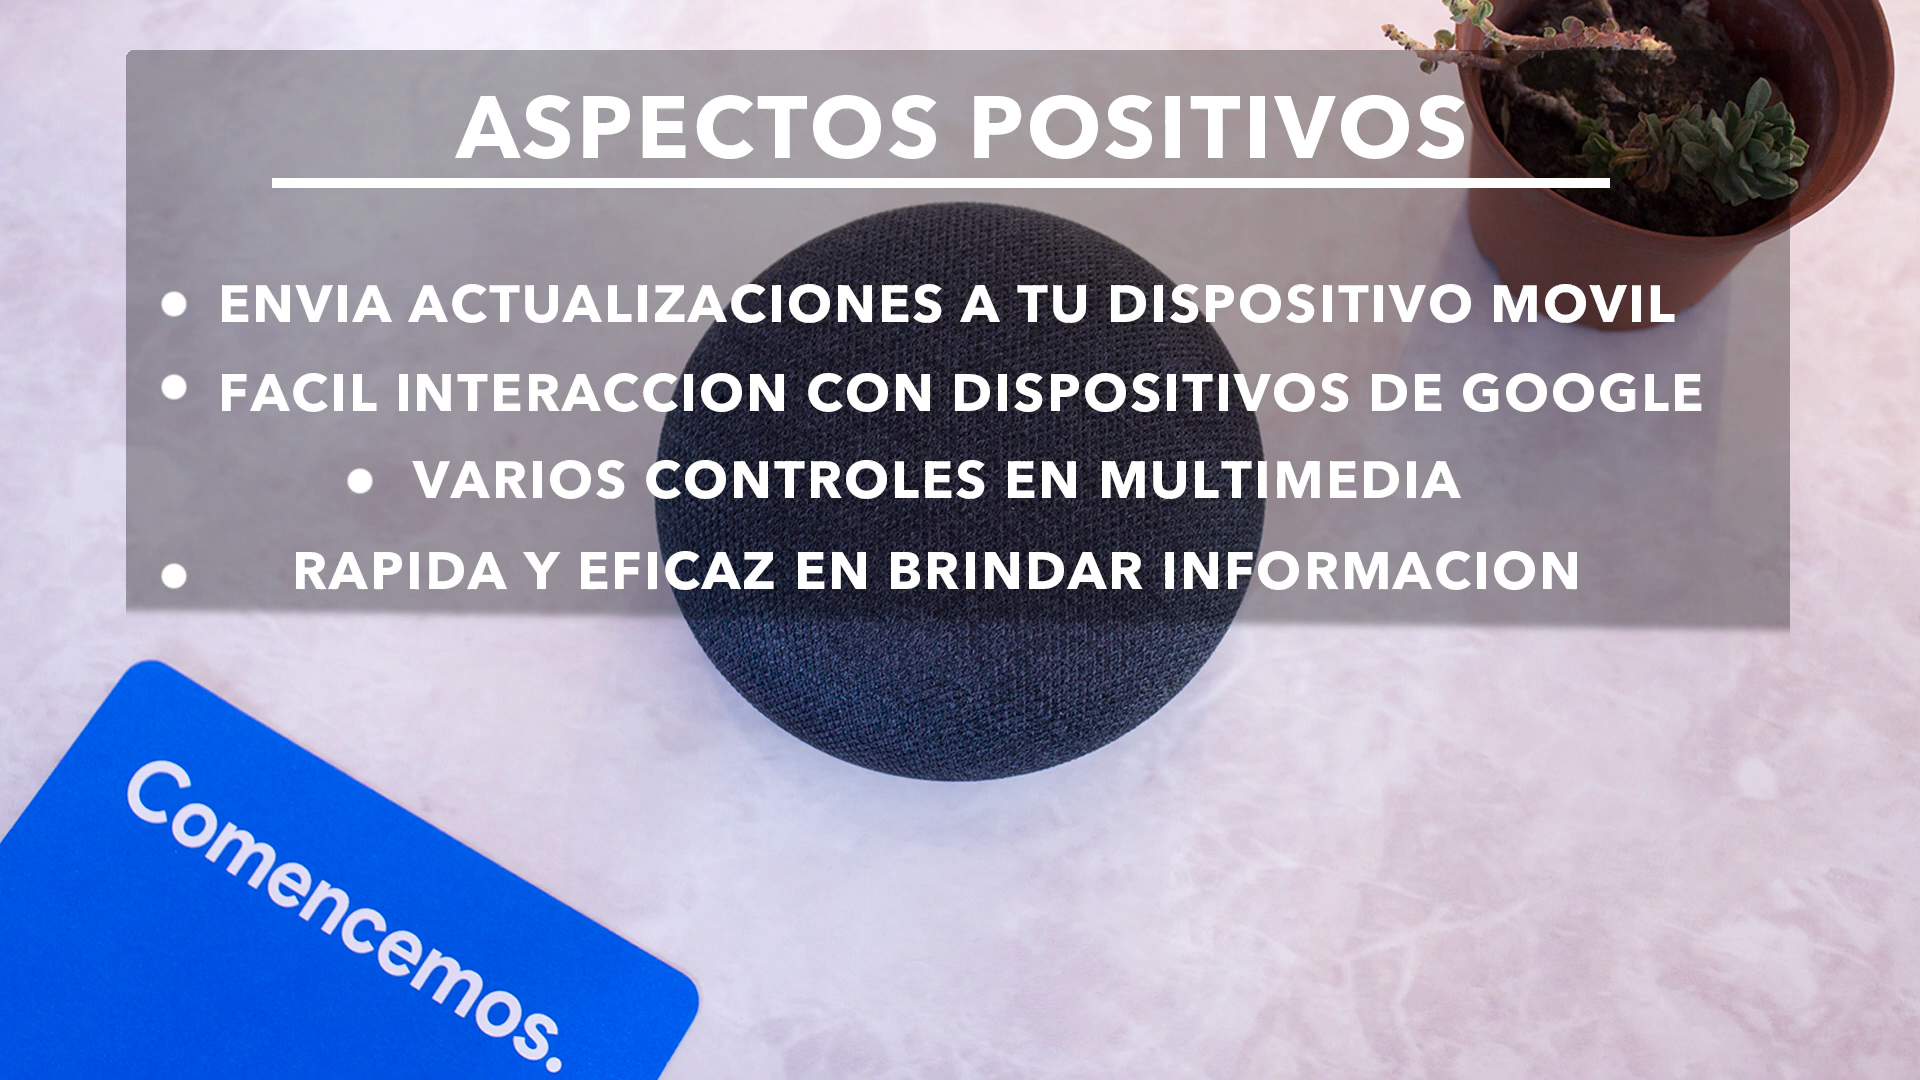 ASPECTOS POSITIVOS
● ENVIA ACTUALIZACIONES A TU DISPOSITIVO MOVIL
● FACIL INTERACCION CON DISPOSITIVOS DE GOOGLE
● VARIOS CONTROLES EN MULTIMEDIA
● RAPIDA Y EFICAZ EN BRINDAR INFORMACION
Comencemos.